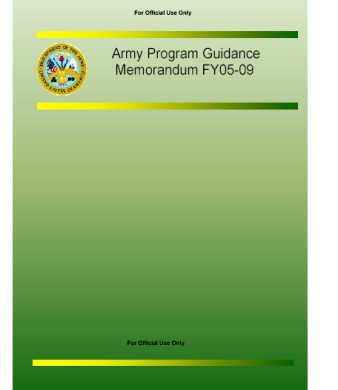 For Official Use Only
Army Program Guidance
Memorandum FY05-09
For Official Use Only